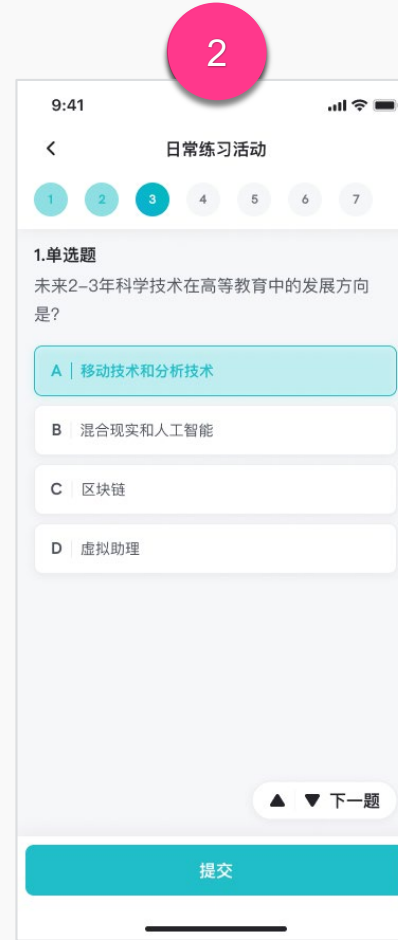 2
9:41
日常练习活动
1 2 3 4 5 6 7
1.单选题
未来2-3年科学技术在高等教育中的发展方向
是?
A 移动技术和分析技术
B 混合现实和人工智能
C 区块链
D 虚拟助理
下一题
提交